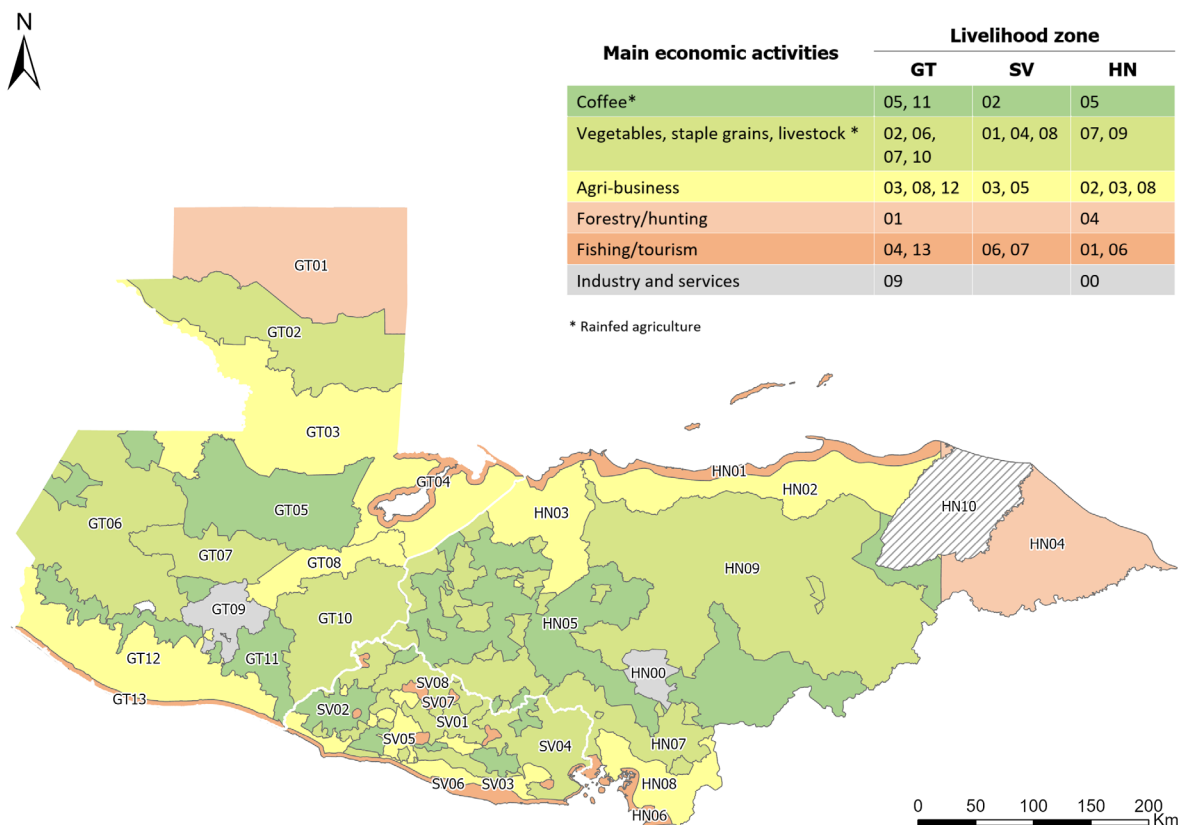 N
Main economic activities
Livelihood zone
GT SV HN
Coffee* 05, 11 02 05
Vegetables, staple grains, livestock * 02, 06, 01, 04, 08 07, 09
07, 10
Agri-business 03, 08, 12 03, 05 02, 03, 08
Forestry/hunting 01 04
Fishing/tourism 04, 13 06, 07 01, 06
Industry and services 09 00
* Rainfed agriculture
GT01
GT02
GT03
GT04
HN01
HN02
GT05
HN03
HN10
GT06
HN04
GT07
GT08
HN09
GT09
GT10
HN05
GT12
GT11
HN00
SV08
GT13
SV07
SV02
SV01
SV05
SV04
HN07
SV06
SV03
HN08
HN06
0 50 100 150 200
Km